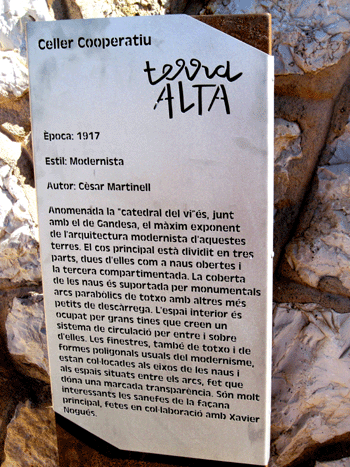 Celler Cooperatiu
terra
ALTA
Època: 1917
Estil: Modernista
Autor: Cèsar Martinell
Anomenada la "catedral del vi"és, junt
amb el de Gandesa, el màxim exponent
de l'arquitectura modernista d'aquestes
terres. El cos principal està dividit en tres
parts, dues d'elles com a naus obertes i
la tercera compartimentada. La coberta
de les naus és suportada per monumentals
arcs parabòlics de totxo amb altres més
petits de descàrrega. L'espai interior és
ocupat per grans tines que creen un
sistema de circulació per entre i sobre
d'elles. Les finestres, també de totxo i de
formes poligonals usuals del modernisme,
estan col·locades als eixos de les naus i
als espais situats entre els arcs, fet que
dóna una marcada transparència. Són molt
interessants les sanefes de la façana
principal, fetes en col·laboració amb Xavier
Nogués.